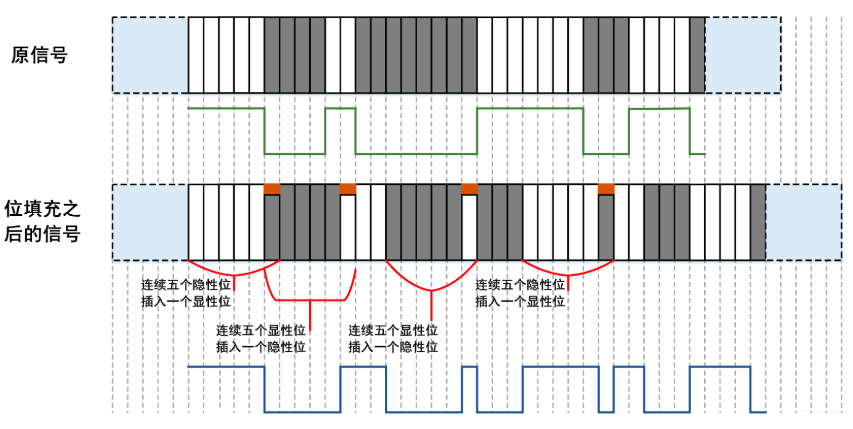 原信号
位填充之
后的信号
连续五个隐性位
插入一个显性位
连续五个隐性位
插入一个显性位
连续五个显性位
插入一个隐性位
连续五个显性位
插入一个隐性位